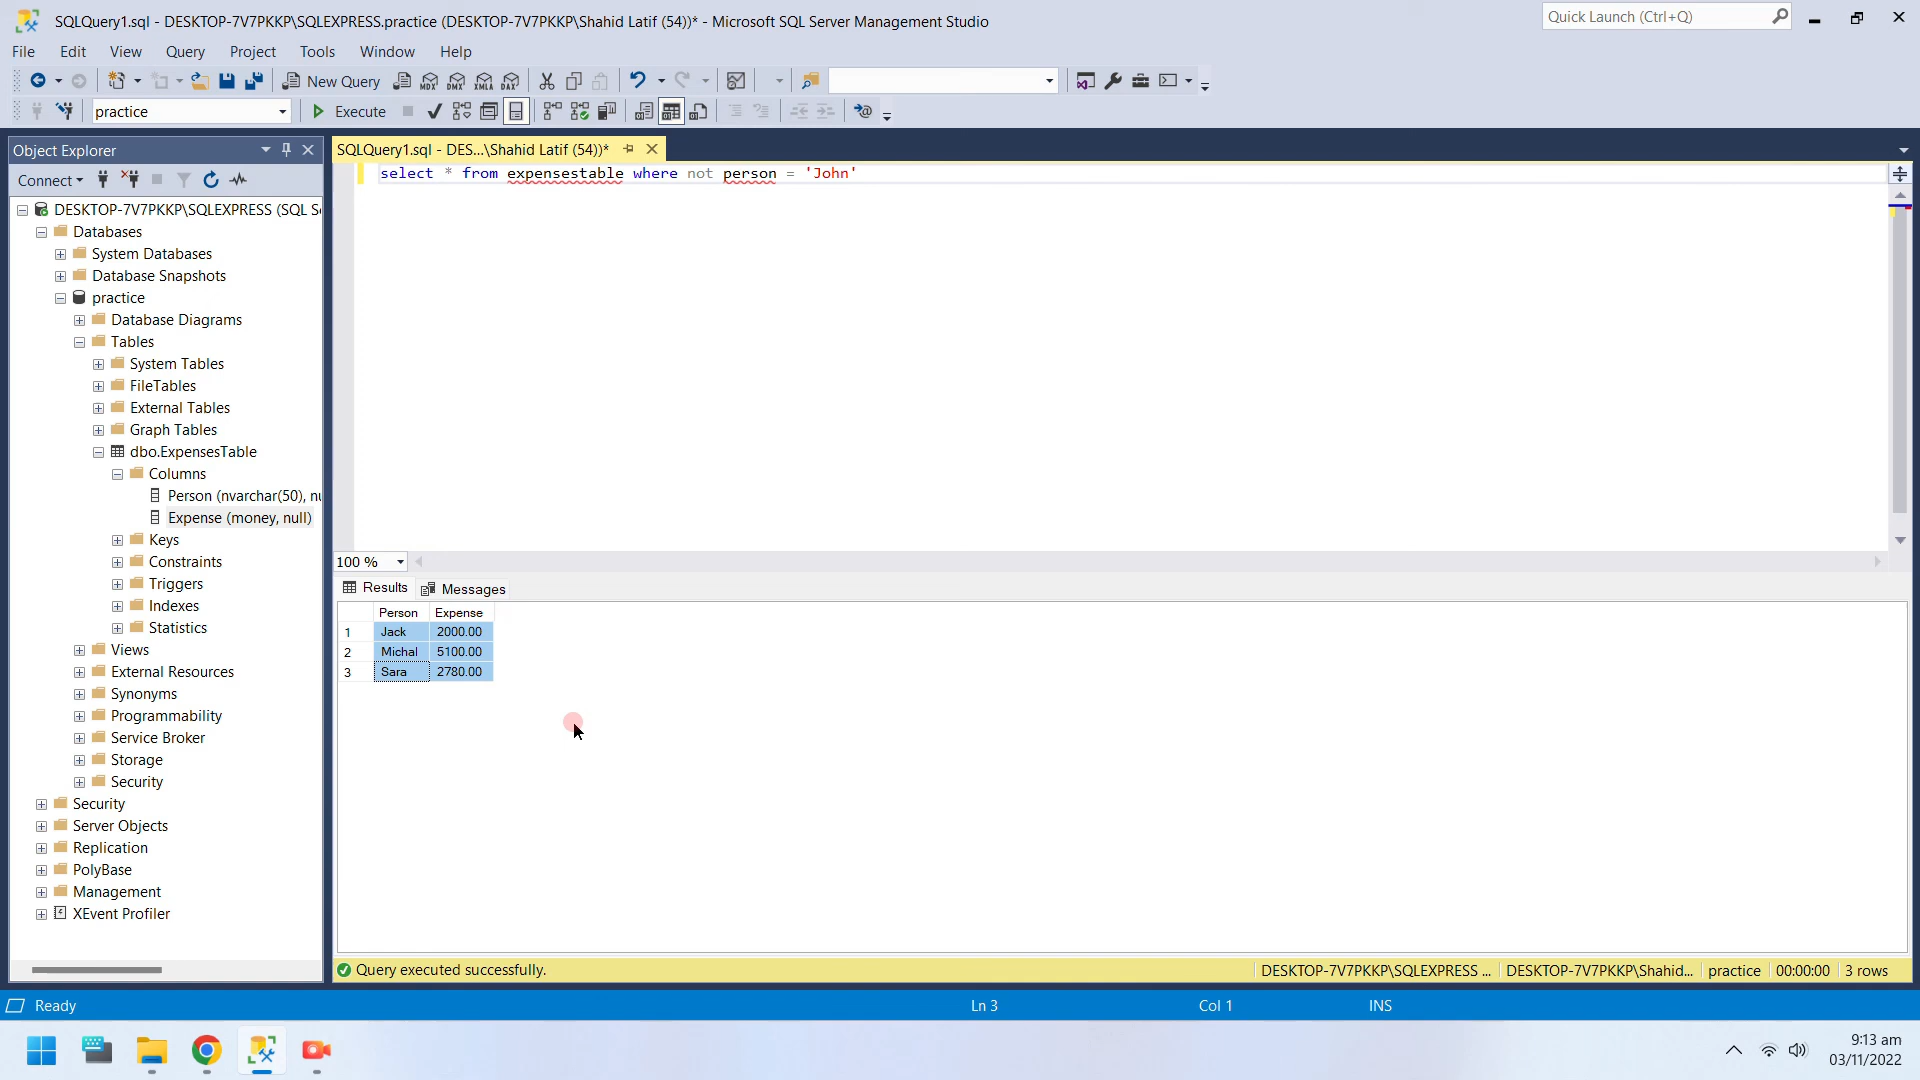 SQLQuery1.sql - DESKTOP-7V7PKKP\SQLEXPRESS.practice (DESKTOP-7V7PKKP\Shahid Latif (54))* - Microsoft SQL Server Management Studio
Quick Launch (Ctrl+Q)
File Edit View Query Project Tools Window Help
New Query MDX DMX XMLA DAX
practice Execute
Object Explorer
SQLQuery1.sql - DES...\Shahid Latif (54))*
Connect
select * from expensestable where not person = 'John'
DESKTOP-7V7PKKP\SQLEXPRESS (SQL S
Databases
System Databases
Database Snapshots
practice
Database Diagrams
Tables
System Tables
FileTables
External Tables
Graph Tables
dbo.ExpensesTable
Columns
Person (nvarchar(50), nu
Expense (money, null)
Keys
Constraints
Triggers
Indexes
Statistics
Views
External Resources
Synonyms
Programmability
Service Broker
Storage
Security
Security
Server Objects
Replication
PolyBase
Management
XEvent Profiler
100 %
Results Messages
Person Expense
1 Jack 2000.00
2 Michal 5100.00
3 Sara 2780.00
Query executed successfully.
DESKTOP-7V7PKKP\SQLEXPRESS ... DESKTOP-7V7PKKP\Shahid... practice 00:00:00 3 rows
Ready Ln 3 Col 1 INS
9:13 am
03/11/2022